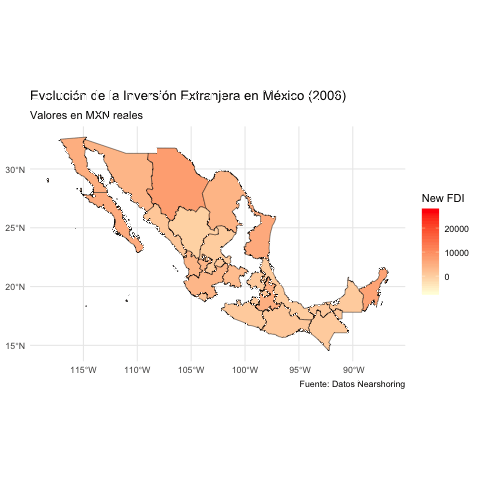 Evolución de la Inversión Extranjera en México (2006)
Valores en MXN reales
30°N
25°N
20°N
15°N
115°W
110°W
105°W
100°W
95°W
90°W
New FDI
20000
10000
0
Fuente: Datos Nearshoring